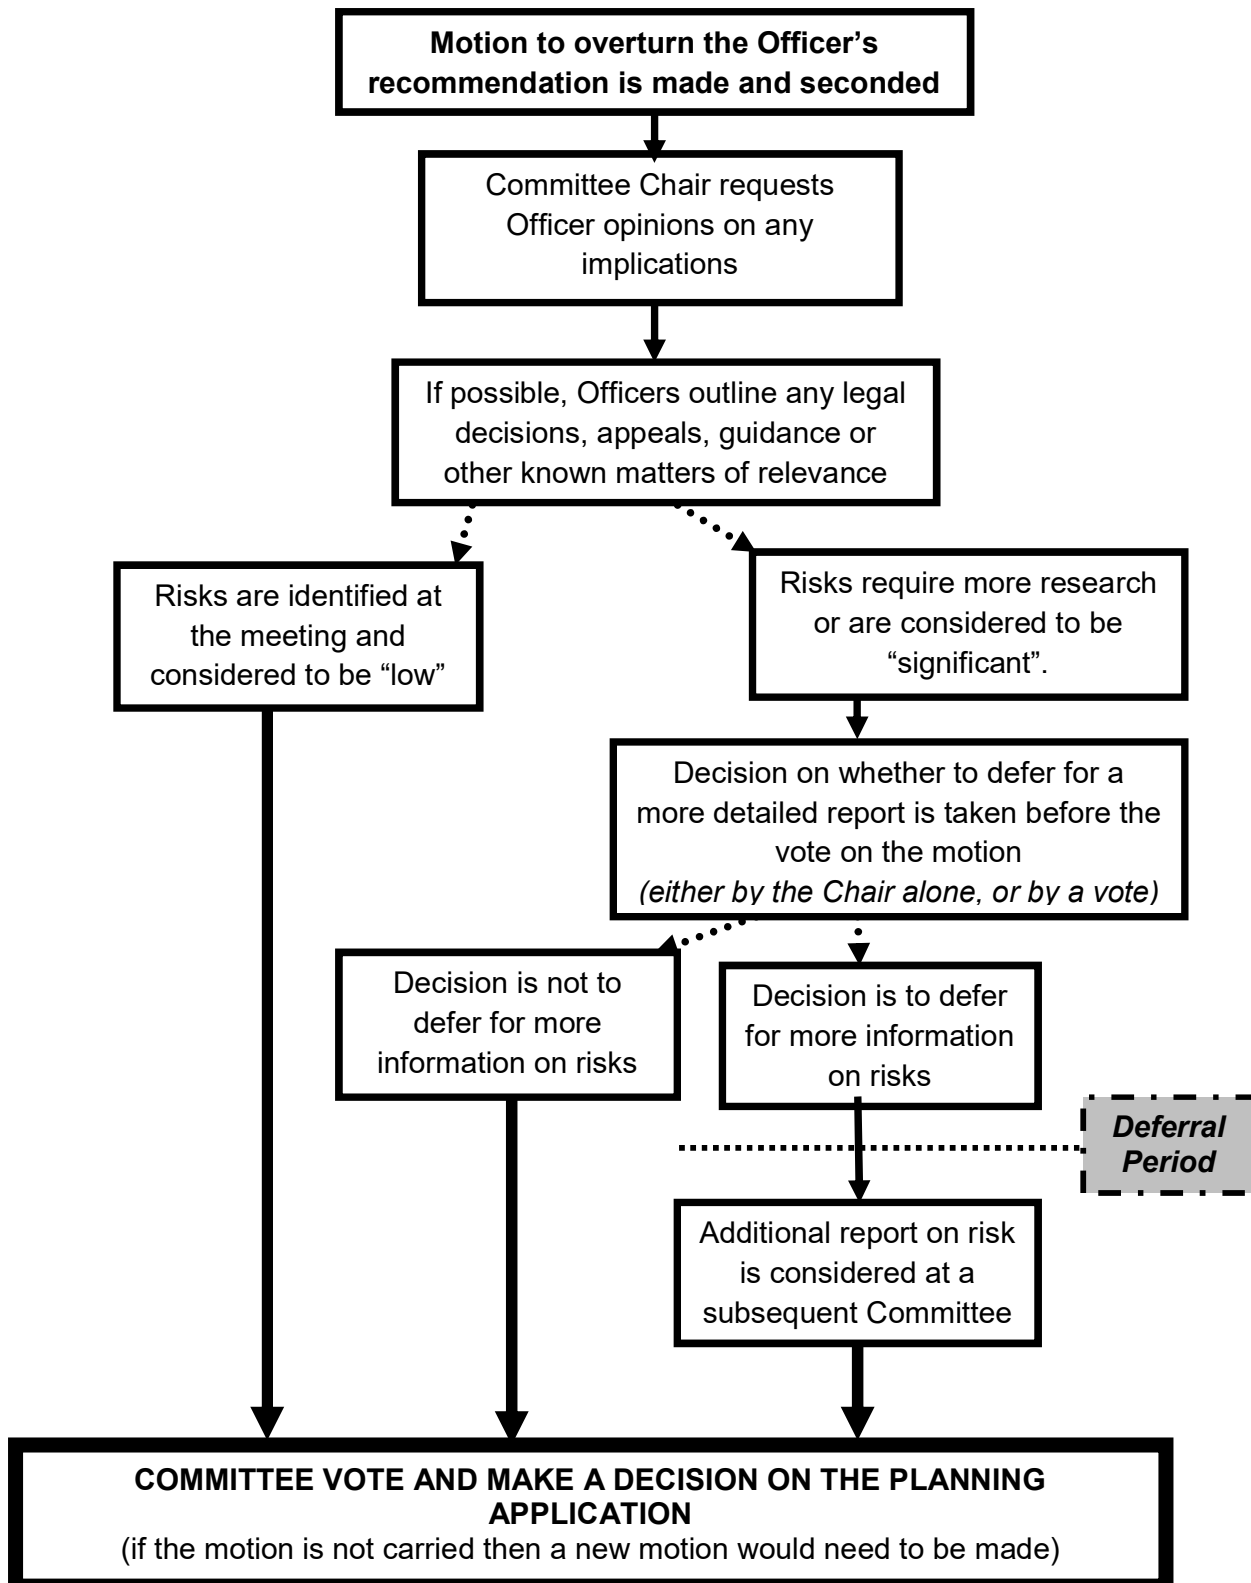 Motion to overturn the Officer’s
recommendation is made and seconded
Committee Chair requests
Officer opinions on any
implications
If possible, Officers outline any legal
decisions, appeals, guidance or
other known matters of relevance
Risks are identified at
the meeting and
considered to be “low”
Risks require more research
or are considered to be
“significant”.
Decision on whether to defer for a
more detailed report is taken before the
vote on the motion
(either by the Chair alone, or by a vote)
Decision is not to
defer for more
information on risks
Decision is to defer
for more information
on risks
Deferral
Period
Additional report on risk
is considered at a
subsequent Committee
COMMITTEE VOTE AND MAKE A DECISION ON THE PLANNING
APPLICATION
(if the motion is not carried then a new motion would need to be made)